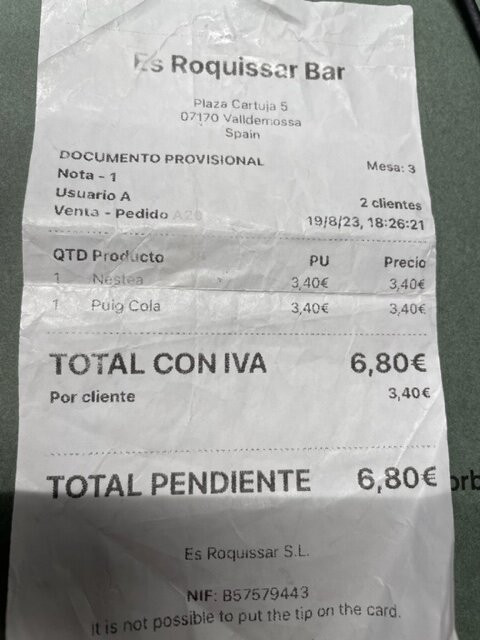 Es Roquissar Bar
Plaza Cartuja 5
07170 Valldemossa
Spain
DOCUMENTO PROVISIONAL
Mesa: 3
Nota - 1
Usuario A
2 clientes
Venta - Pedido A20
19/8/23, 18:26:21
QTD Producto PU Precio
1 Nestea 3,40€ 3,40€
1 Puig Cola 3,40€ 3,40€
TOTAL CON IVA 6,80€
Por cliente 3,40€
TOTAL PENDIENTE 6,80€
Es Roquissar S.L.
NIF: B57579443
It is not possible to put the tip on the card.